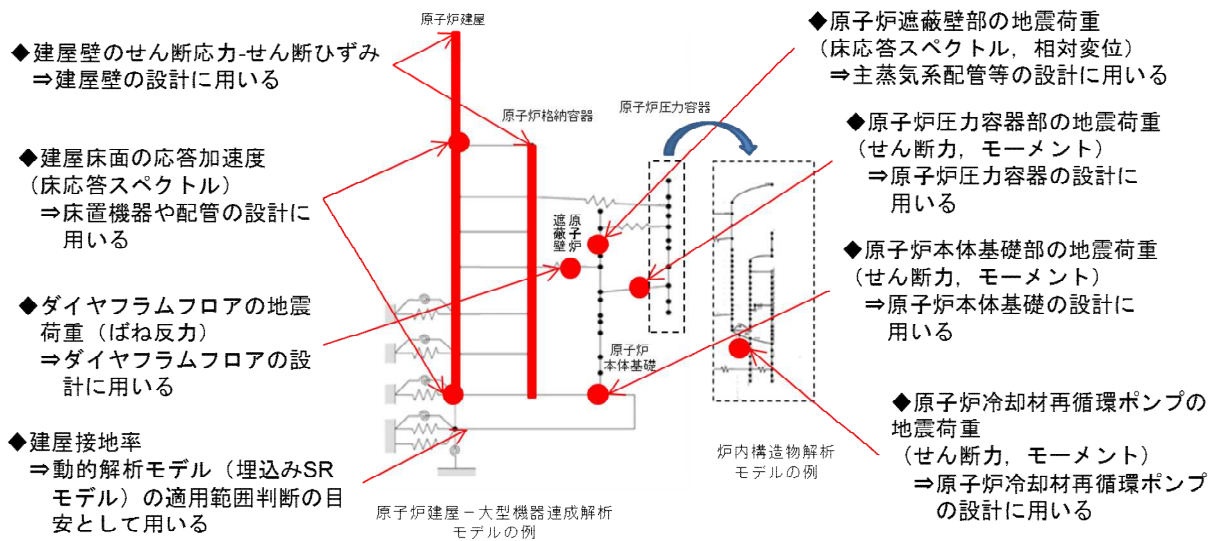 ◆建屋壁のせん断応力-せん断ひずみ
⇒建屋壁の設計に用いる
◆建屋床面の応答加速度
（床応答スペクトル）
⇒床置機器や配管の設計に
用いる
◆ダイヤフラムフロアの地震
荷重（ばね反力）
⇒ダイヤフラムフロアの設
計に用いる
◆建屋接地率
⇒動的解析モデル（埋込みSR
モデル）の適用範囲判断の目
安として用いる
原子炉建屋
原子炉格納容器
原子炉圧力容器
原子炉
遮蔽壁
原子炉
本体基礎
原子炉建屋－大型機器連成解析
モデルの例
炉内構造物解析
モデルの例
◆原子炉遮蔽壁部の地震荷重
（床応答スペクトル，相対変位）
⇒主蒸気系配管等の設計に用いる
◆原子炉圧力容器部の地震荷重
（せん断力，モーメント）
⇒原子炉圧力容器の設計に
用いる
◆原子炉本体基礎部の地震荷重
（せん断力，モーメント）
⇒原子炉本体基礎の設計に
用いる
◆原子炉冷却材再循環ポンプの
地震荷重
（せん断力，モーメント）
⇒原子炉冷却材再循環ポンプ
の設計に用いる